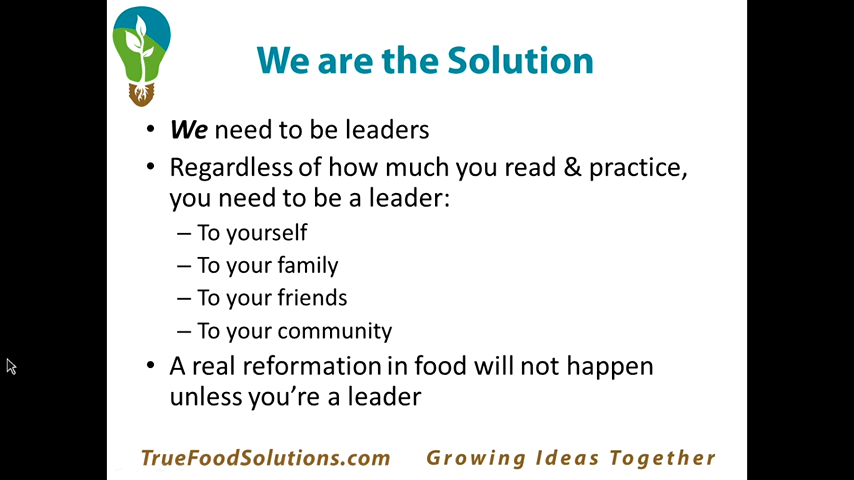 We are the Solution
• We need to be leaders
• Regardless of how much you read & practice,
you need to be a leader:
– To yourself
– To your family
– To your friends
– To your community
• A real reformation in food will not happen
unless you’re a leader
TrueFoodSolutions.com Growing Ideas Together